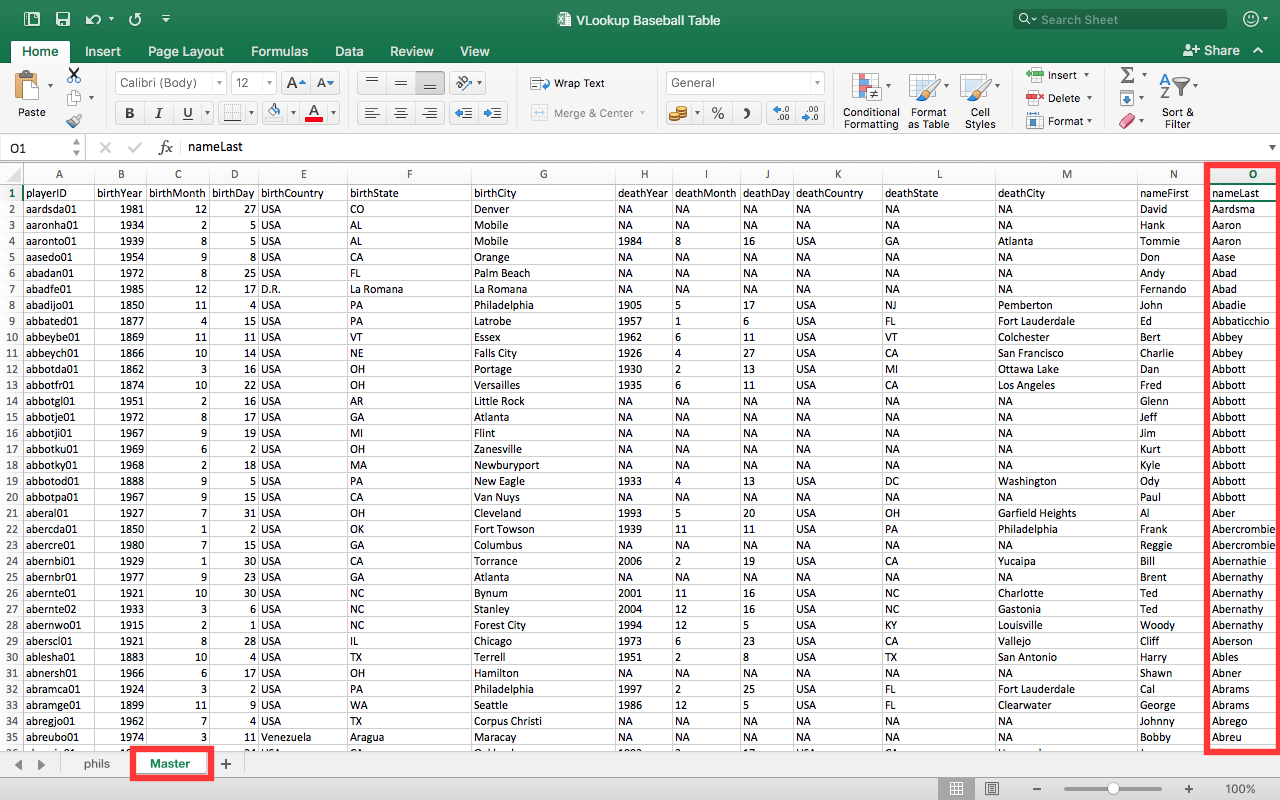 VLookup Baseball Table
Search Sheet
Home Insert Page Layout Formulas Data Review View Share
Paste
Calibri (Body) 12 A A
B I U A
Wrap Text
Merge & Center
General
% .0 .00 .00 .0
Conditional Formatting
Format as Table
Cell Styles
Insert
Delete
Format
Sort & Filter
O1 fx nameLast
A B C D E F G H I J K L M N O
1 playerID birthYear birthMonth birthDay birthCountry birthState birthCity deathYear deathMonth deathDay deathCountry deathState deathCity nameFirst nameLast
2 aardsda01 1981 12 27 USA CO Denver NA NA NA NA NA NA David Aardsma
3 aaronha01 1934 2 5 USA AL Mobile NA NA NA NA NA NA Hank Aaron
4 aaronto01 1939 8 5 USA AL Mobile 1984 8 16 USA GA Atlanta Tommie Aaron
5 aasedo01 1954 9 8 USA CA Orange NA NA NA NA NA NA Don Aase
6 abadan01 1972 8 25 USA FL Palm Beach NA NA NA NA NA NA Andy Abad
7 abadfe01 1985 12 17 D.R. La Romana La Romana NA NA NA NA NA NA Fernando Abad
8 abadijo01 1850 11 4 USA PA Philadelphia 1905 5 17 USA NJ Pemberton John Abadie
9 abbated01 1877 4 15 USA PA Latrobe 1957 1 6 USA FL Fort Lauderdale Ed Abbaticchio
10 abbeybe01 1869 11 11 USA VT Essex 1962 6 11 USA VT Colchester Bert Abbey
11 abbeych01 1866 10 14 USA NE Falls City 1926 4 27 USA CA San Francisco Charlie Abbey
12 abbotda01 1862 3 16 USA OH Portage 1930 2 13 USA MI Ottawa Lake Dan Abbott
13 abbotfr01 1874 10 22 USA OH Versailles 1935 6 11 USA CA Los Angeles Fred Abbott
14 abbotgl01 1951 2 16 USA AR Little Rock NA NA NA NA NA NA Glenn Abbott
15 abbotje01 1972 8 17 USA GA Atlanta NA NA NA NA NA NA Jeff Abbott
16 abbotji01 1967 9 19 USA MI Flint NA NA NA NA NA NA Jim Abbott
17 abbotku01 1969 6 2 USA OH Zanesville NA NA NA NA NA NA Kurt Abbott
18 abbotky01 1968 2 18 USA MA Newburyport NA NA NA NA NA NA Kyle Abbott
19 abbotod01 1888 9 5 USA PA New Eagle 1933 4 13 USA DC Washington Ody Abbott
20 abbotpa01 1967 9 15 USA CA Van Nuys NA NA NA NA NA NA Paul Abbott
21 aberal01 1927 7 31 USA OH Cleveland 1993 5 20 USA OH Garfield Heights Al Aber
22 abercda01 1850 1 2 USA OK Fort Towson 1939 11 11 USA PA Philadelphia Frank Abercrombie
23 abercre01 1980 7 15 USA GA Columbus NA NA NA NA NA NA Reggie Abercrombie
24 abernbi01 1929 1 30 USA CA Torrance 2006 2 19 USA CA Yucaipa Bill Abernathie
25 abernbr01 1977 9 23 USA GA Atlanta NA NA NA NA NA NA Brent Abernathy
26 abernte01 1921 10 30 USA NC Bynum 2001 11 16 USA NC Charlotte Ted Abernathy
27 abernte02 1933 3 6 USA NC Stanley 2004 12 16 USA NC Gastonia Ted Abernathy
28 abernwo01 1915 2 1 USA NC Forest City 1994 12 5 USA KY Louisville Woody Abernathy
29 aberscl01 1921 8 28 USA IL Chicago 1973 6 23 USA CA Vallejo Cliff Aberson
30 ablesha01 1883 10 4 USA TX Terrell 1951 2 8 USA TX San Antonio Harry Ables
31 abnersh01 1966 6 17 USA OH Hamilton NA NA NA NA NA NA Shawn Abner
32 abramca01 1924 3 2 USA PA Philadelphia 1997 2 25 USA FL Fort Lauderdale Cal Abrams
33 abramge01 1899 11 9 USA WA Seattle 1986 12 5 USA FL Clearwater George Abrams
34 abregjo01 1962 7 4 USA TX Corpus Christi NA NA NA NA NA NA Johnny Abrego
35 abreubo01 1974 3 11 Venezuela Aragua Maracay NA NA NA NA NA NA Bobby Abreu
phils Master +
100%